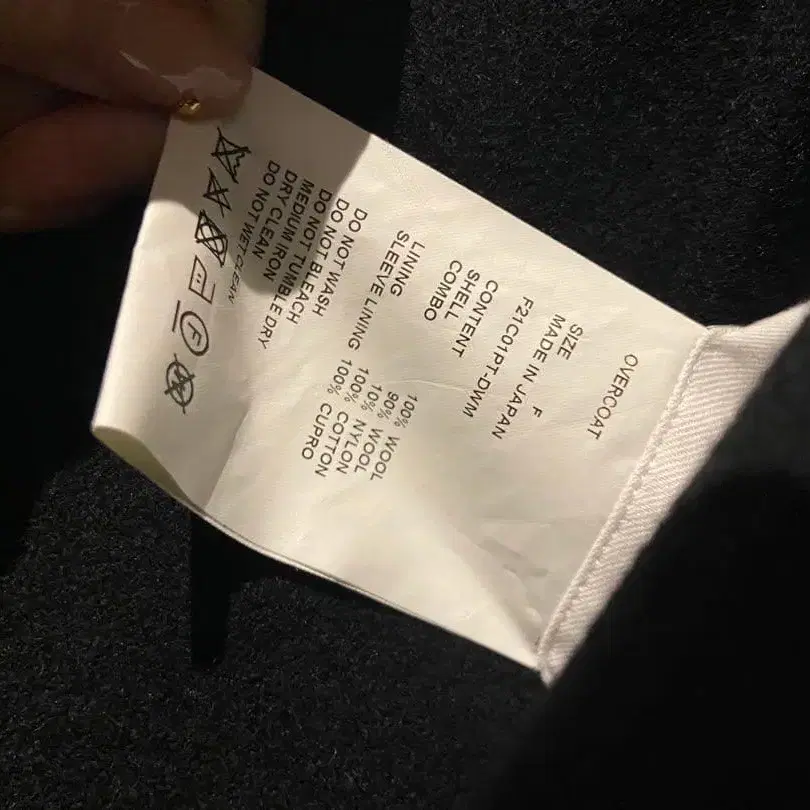 OVERCOAT
SIZE F
MADE IN JAPAN
F21C01PT-DWM
CONTENT
SHELL 100% WOOL
COMBO 90% WOOL
10% NYLON
LINING 100% COTTON
SLEEVE LINING 100% CUPRO
DO NOT WASH
DO NOT BLEACH
DO NOT TUMBLE DRY
MEDIUM IRON
DRY CLEAN
DO NOT WET CLEAN
F
W